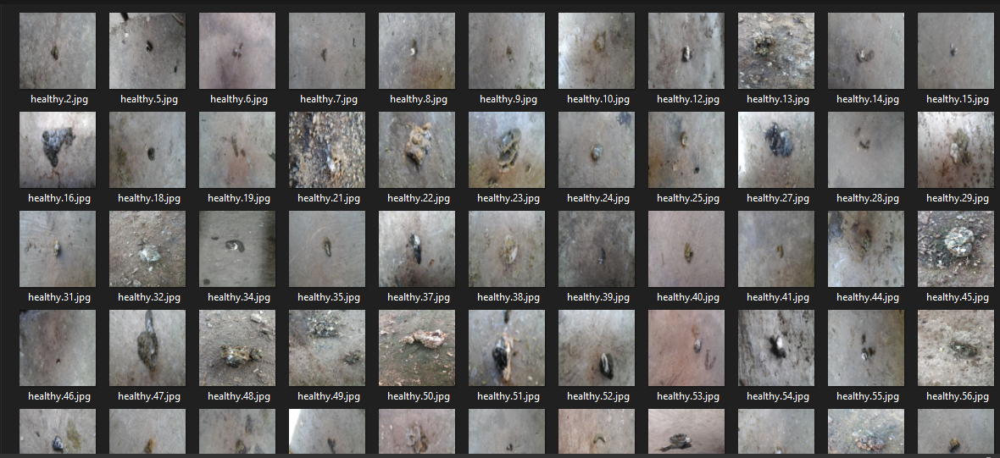 healthy.2.jpg healthy.5.jpg healthy.6.jpg healthy.7.jpg healthy.8.jpg healthy.9.jpg healthy.10.jpg healthy.12.jpg healthy.13.jpg healthy.14.jpg healthy.15.jpg
healthy.16.jpg healthy.18.jpg healthy.19.jpg healthy.21.jpg healthy.22.jpg healthy.23.jpg healthy.24.jpg healthy.25.jpg healthy.27.jpg healthy.28.jpg healthy.29.jpg
healthy.31.jpg healthy.32.jpg healthy.34.jpg healthy.35.jpg healthy.37.jpg healthy.38.jpg healthy.39.jpg healthy.40.jpg healthy.41.jpg healthy.44.jpg healthy.45.jpg
healthy.46.jpg healthy.47.jpg healthy.48.jpg healthy.49.jpg healthy.50.jpg healthy.51.jpg healthy.52.jpg healthy.53.jpg healthy.54.jpg healthy.55.jpg healthy.56.jpg